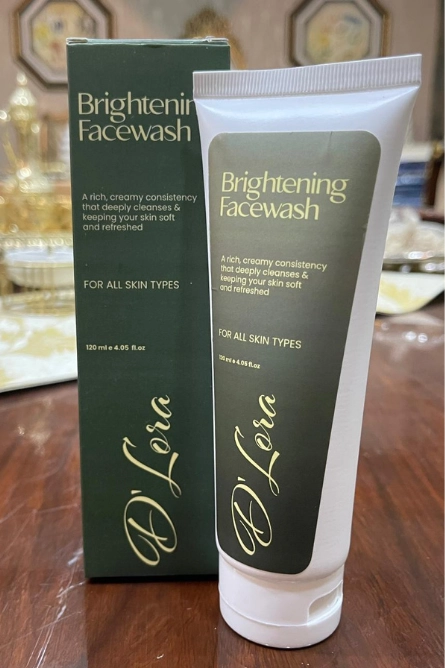 Brightenin
Facewash
A rich, creamy consistency
that deeply cleanses &
keeping your skin soft
and refreshed
FOR ALL SKIN TYPES
120 ml e 4.05 fl.oz
D'Lora
Brightening
Facewash
A rich, creamy consistency
that deeply cleanses &
keeping your skin soft
and refreshed
FOR ALL SKIN TYPES
120 ml e 4.05 fl.oz
D'Lora